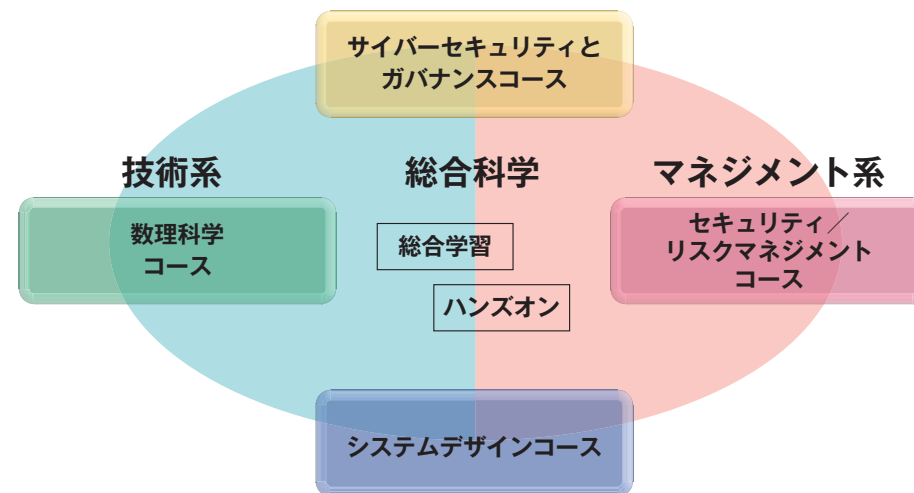 サイバーセキュリティと
ガバナンスコース
技術系
総合科学
マネジメント系
数理科学
コース
総合学習
ハンズオン
セキュリティ／
リスクマネジメント
コース
システムデザインコース